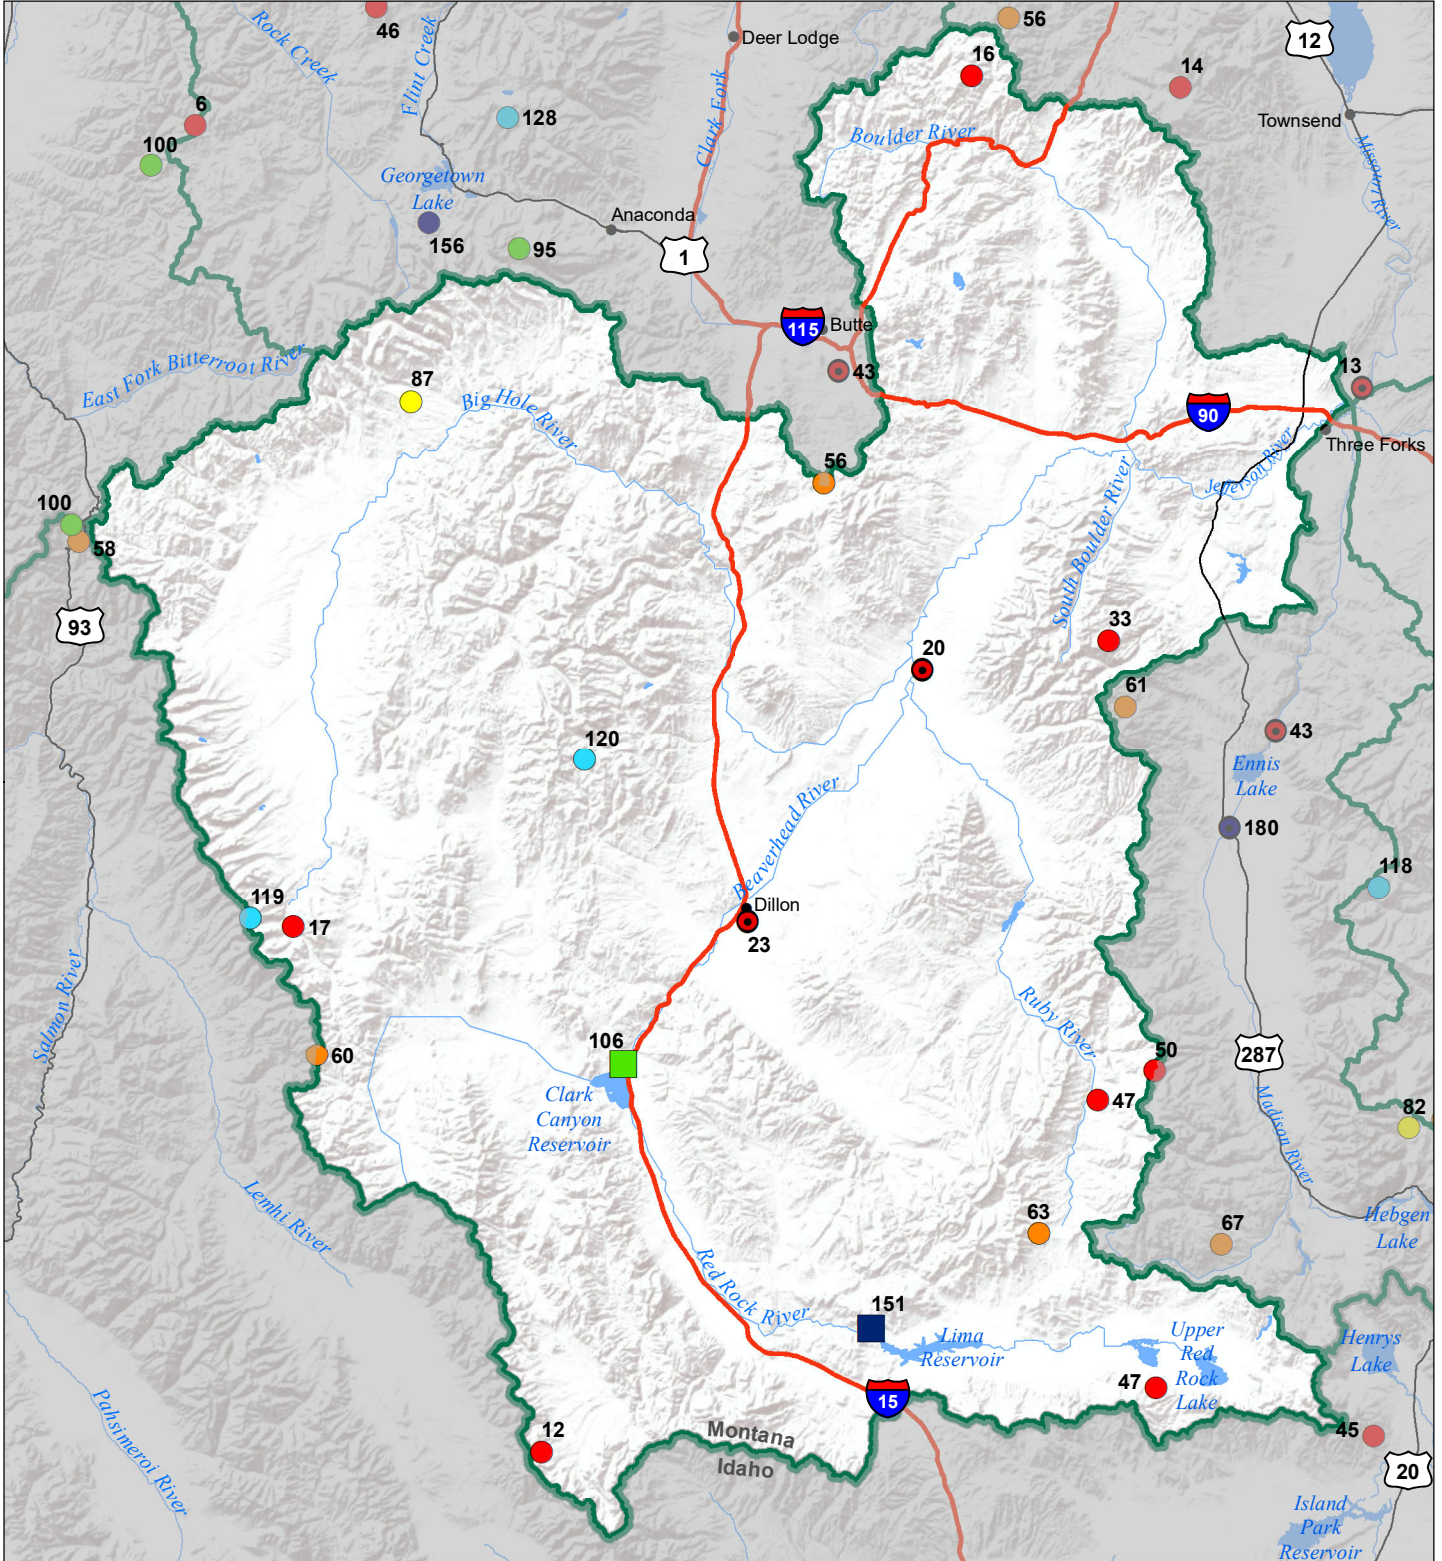 46
Rock Creek
Flint Creek
Deer Lodge
56
12
16
14
6
128
Clark Fork
Townsend
100
Boulder River
Missouri River
Georgetown
Lake
Anaconda
156
95
1
115
Butte
East Fork Bitterroot River
87
43
13
Big Hole River
90
Three Forks
56
Jefferson River
100
58
South Boulder River
93
33
20
61
43
120
Ennis
Lake
Beaverhead River
180
118
119
17
Dillon
23
Salmon River
Ruby River
106
60
50
287
Clark
Canyon
Reservoir
47
82
Madison River
Lemhi River
63
67
Hebgen
Lake
Red Rock River
151
Lima
Reservoir
Upper
Red
Rock
Lake
Henrys
Lake
47
15
Pahsimeroi River
12
Montana
Idaho
45
20
Island
Park
Reservoir